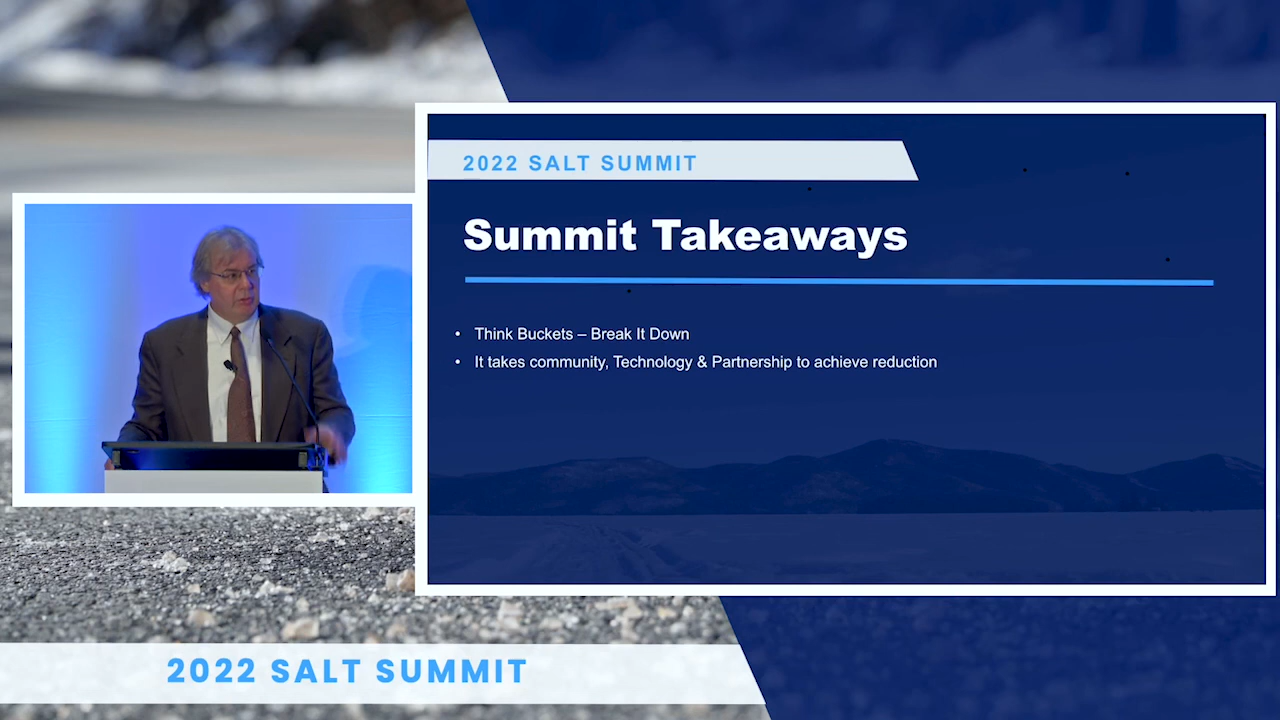 2022 SALT SUMMIT
Summit Takeaways
• Think Buckets – Break It Down
• It takes community, Technology & Partnership to achieve reduction
2022 SALT SUMMIT